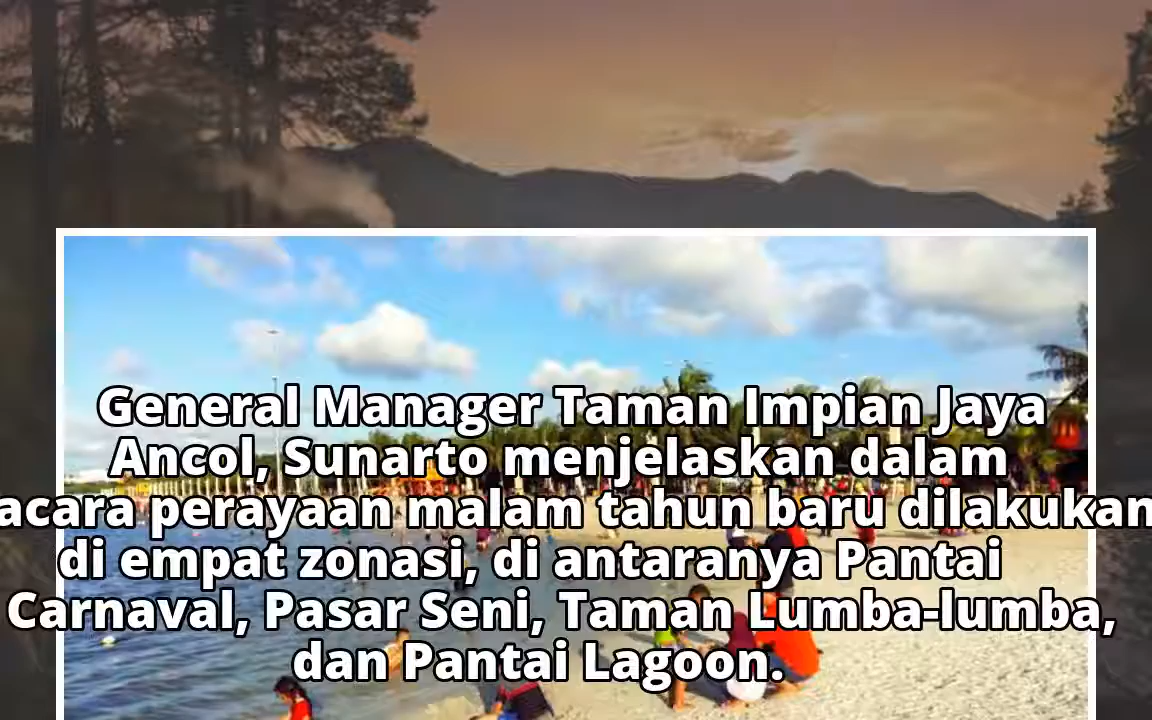 General Manager Taman Impian Jaya
Ancol, Sunarto menjelaskan dalam
acara perayaan malam tahun baru dilakukan
di empat zonasi, di antaranya Pantai
Carnaval, Pasar Seni, Taman Lumba-lumba,
dan Pantai Lagoon.